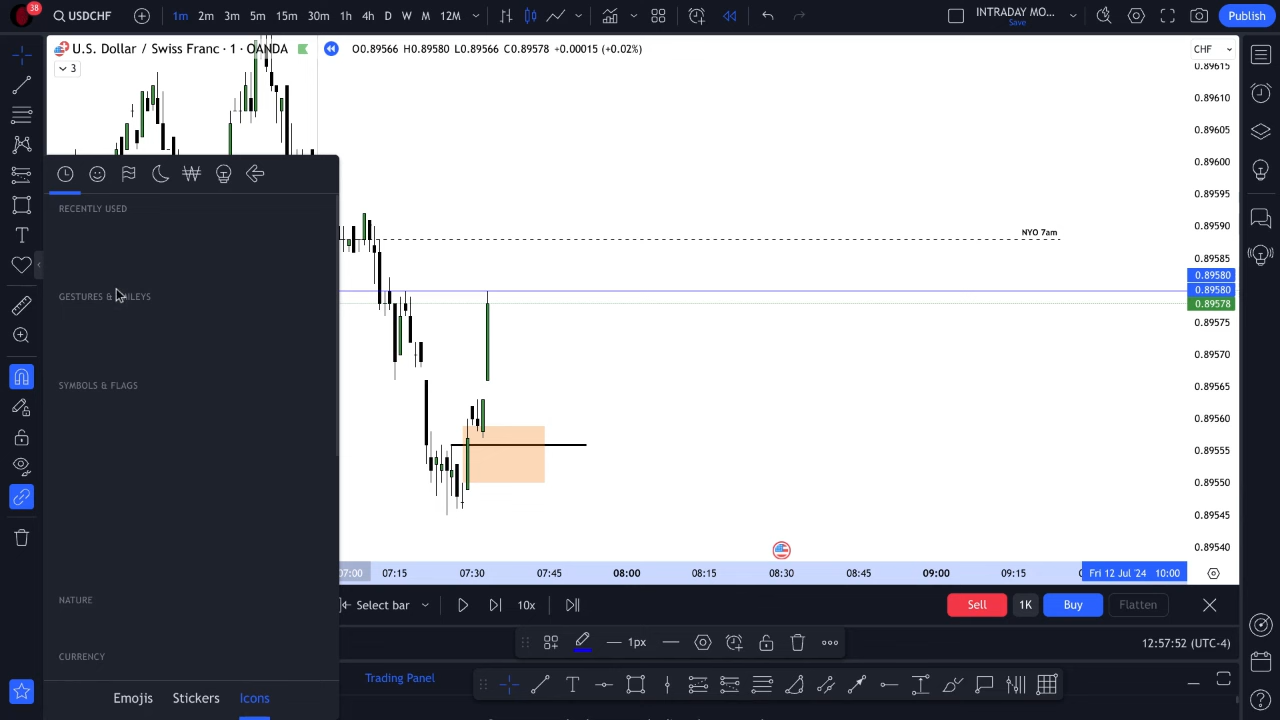 38
USDCHF
1m 2m 3m 5m 15m 30m 1h 4h D W M 12M
INTRADAY MO...
Save
Publish
U.S. Dollar / Swiss Franc · 1 · OANDA
O0.89566 H0.89580 L0.89566 C0.89578 +0.00015 (+0.02%)
CHF
3
0.89615
0.89610
0.89605
0.89600
0.89595
0.89590
0.89585
0.89580
0.89580
0.89578
0.89575
0.89570
0.89565
0.89560
0.89555
0.89550
0.89545
0.89540
NYO 7am
RECENTLY USED
GESTURES &
SYMBOLS & FLAGS
NATURE
CURRENCY
Emojis Stickers Icons
07:00 07:15 07:30 07:45 08:00 08:15 08:30 08:45 09:00 09:15 Fri 12 Jul '24 10:00
Select bar 10x
Sell 1K Buy Flatten
1px
12:57:52 (UTC-4)
Trading Panel